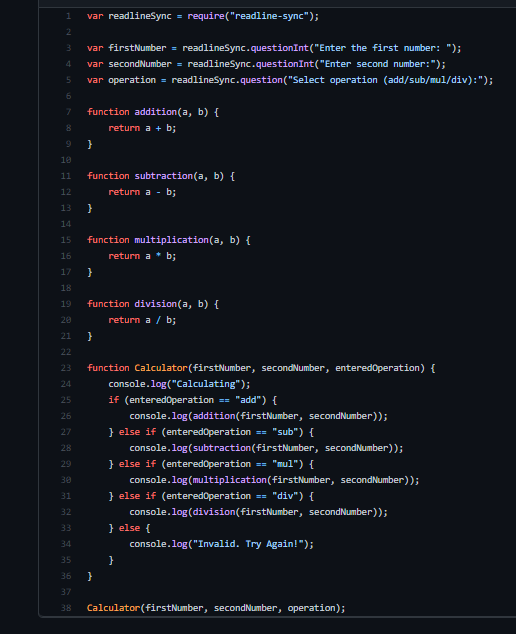 1 var readlineSync = require("readline-sync");
2
3 var firstNumber = readlineSync.questionInt("Enter the first number: ");
4 var secondNumber = readlineSync.questionInt("Enter second number:");
5 var operation = readlineSync.question("Select operation (add/sub/mul/div):");
6
7 function addition(a, b) {
8     return a + b;
9 }
10
11 function subtraction(a, b) {
12     return a - b;
13 }
14
15 function multiplication(a, b) {
16     return a * b;
17 }
18
19 function division(a, b) {
20     return a / b;
21 }
22
23 function Calculator(firstNumber, secondNumber, enteredOperation) {
24     console.log("Calculating");
25     if (enteredOperation == "add") {
26         console.log(addition(firstNumber, secondNumber));
27     } else if (enteredOperation == "sub") {
28         console.log(subtraction(firstNumber, secondNumber));
29     } else if (enteredOperation == "mul") {
30         console.log(multiplication(firstNumber, secondNumber));
31     } else if (enteredOperation == "div") {
32         console.log(division(firstNumber, secondNumber));
33     } else {
34         console.log("Invalid. Try Again!");
35     }
36 }
37
38 Calculator(firstNumber, secondNumber, operation);